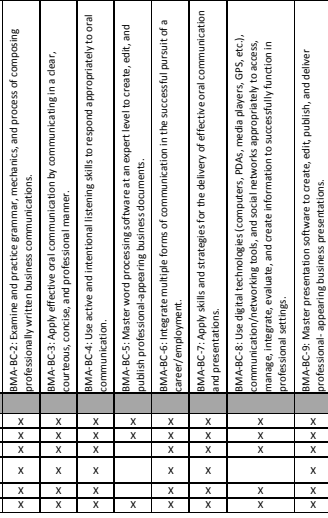 BMA-BC-2: Examine and practice grammar, mechanics, and process of composing
professionally written business communications.
BMA-BC-3: Apply effective oral communication by communicating in a clear,
courteous, concise, and professional manner.
BMA-BC-4: Use active and intentional listening skills to respond appropriately to oral
communication.
BMA-BC-5: Master word processing software at an expert level to create, edit, and
publish professional-appearing business documents.
BMA-BC-6: Integrate multiple forms of communication in the successful pursuit of a
career/employment.
BMA-BC-7: Apply skills and strategies for the delivery of effective oral communication
and presentations.
BMA-BC-8: Use digital technologies (computers, PDAs, media players, GPS, etc.),
communication/networking tools, and social networks appropriately to access,
manage, integrate, evaluate, and create information to successfully function in
professional settings.
BMA-BC-9: Master presentation software to create, edit, publish, and deliver
professional- appearing business presentations.
X X X X X X X X
X X X X X X X X
X X X X X X X
X X X X X X
X X X X X X X
X X X X X X X X